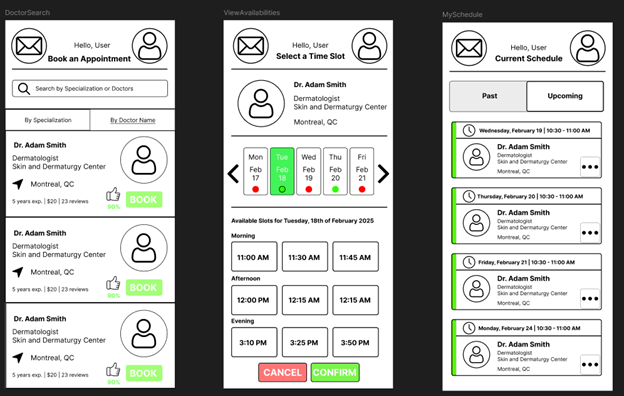 DoctorSearch
Hello, User
Book an Appointment
Search by Specialization or Doctors
By Specialization
By Doctor Name
Dr. Adam Smith
Dermatologist
Skin and Dermaturgy Center
Montreal, QC
5 years exp. | $20 | 23 reviews
90%
BOOK
Dr. Adam Smith
Dermatologist
Skin and Dermaturgy Center
Montreal, QC
5 years exp. | $20 | 23 reviews
90%
BOOK
Dr. Adam Smith
Dermatologist
Skin and Dermaturgy Center
Montreal, QC
5 years exp. | $20 | 23 reviews
90%
BOOK
ViewAvailabilities
Hello, User
Select a Time Slot
Dr. Adam Smith
Dermatologist
Skin and Dermaturgy Center
Montreal, QC
Mon Tue Wed Thu Fri
Feb Feb Feb Feb Feb
17 18 19 20 21
Available Slots for Tuesday, 18th of February 2025
Morning
11:00 AM 11:30 AM 11:45 AM
Afternoon
12:00 PM 12:15 AM 12:15 AM
Evening
3:10 PM 3:25 PM 3:50 PM
CANCEL CONFIRM
MySchedule
Hello, User
Current Schedule
Past Upcoming
Wednesday, February 19 | 10:30 - 11:00 AM
Dr. Adam Smith
Dermatologist
Skin and Dermaturgy Center
Montreal, QC
Thursday, February 20 | 10:30 - 11:00 AM
Dr. Adam Smith
Dermatologist
Skin and Dermaturgy Center
Montreal, QC
Friday, February 21 | 10:30 - 11:00 AM
Dr. Adam Smith
Dermatologist
Skin and Dermaturgy Center
Montreal, QC
Monday, February 24 | 10:30 - 11:00 AM
Dr. Adam Smith
Dermatologist
Skin and Dermaturgy Center
Montreal, QC